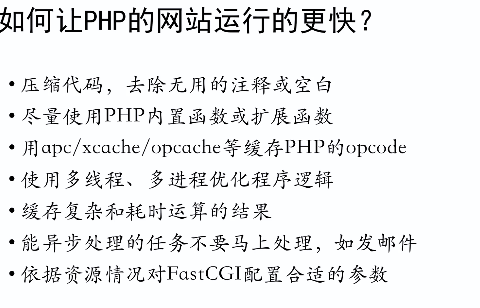 如何让PHP的网站运行的更快？
• 压缩代码，去除无用的注释或空白
• 尽量使用PHP内置函数或扩展函数
• 用apc/xcache/opcache等缓存PHP的opcode
• 使用多线程、多进程优化程序逻辑
• 缓存复杂和耗时运算的结果
• 能异步处理的任务不要马上处理，如发邮件
• 依据资源情况对FastCGI配置合适的参数